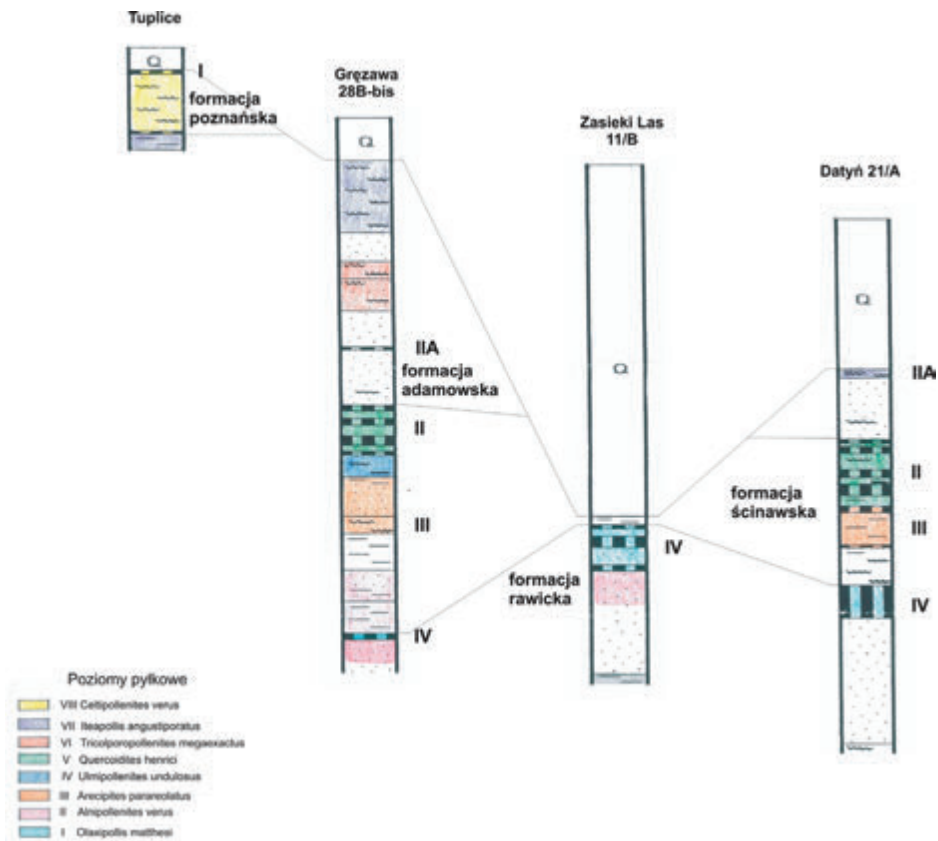 Tuplice
Q
I
formacja
poznańska
Gręzawa
28B-bis
Q
IIA
formacja
adamowska
II
III
IV
Zasieki Las
11/B
Q
IV
formacja
rawicka
Datyń 21/A
Q
IIA
II
formacja
ścinawska
III
IV
Poziomy pyłkowe
VIII Celtipollenites verus
VII Iteapollis angustiporatus
VI Tricolporopollenites megaexactus
V Quercoidites henrici
IV Ulmipollenites undulosus
III Arecipites parareolatus
II Alnipollenites verus
I Olaxipollis matthesi